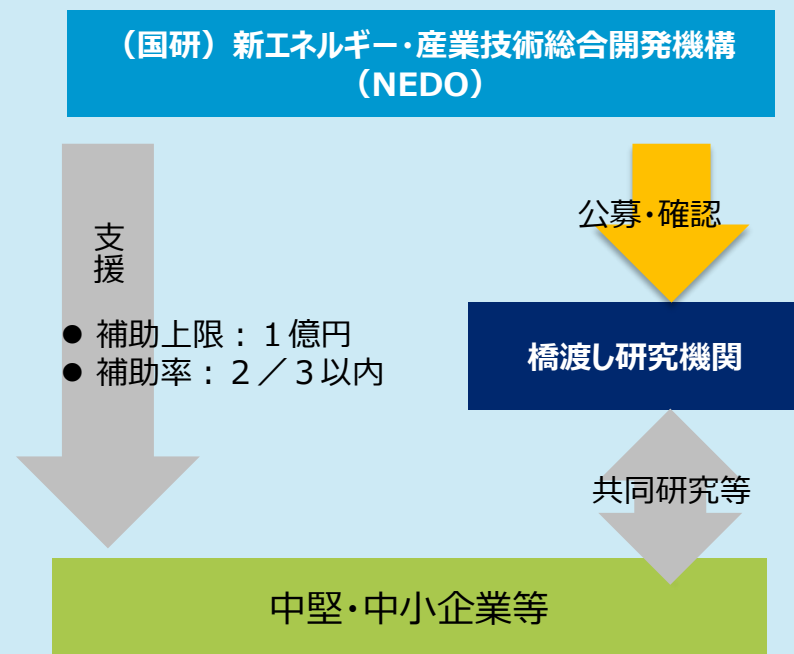 （国研）新エネルギー・産業技術総合開発機構
（NEDO）
支援
公募・確認
● 補助上限：１億円
● 補助率：２／３以内
橋渡し研究機関
共同研究等
中堅・中小企業等